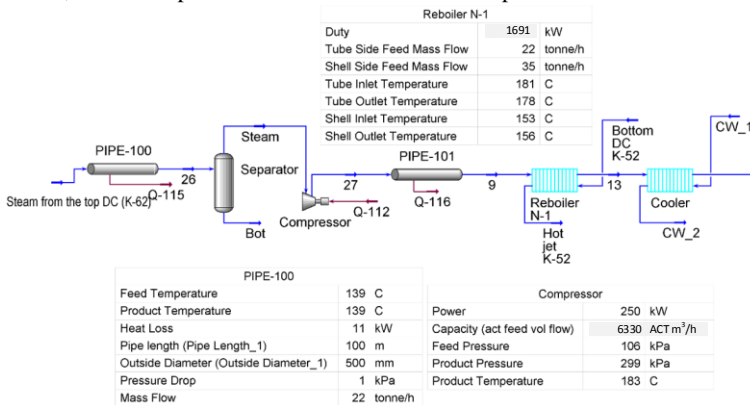 Reboiler N-1
Duty 1691 kW
Tube Side Feed Mass Flow 22 tonne/h
Shell Side Feed Mass Flow 35 tonne/h
Tube Inlet Temperature 181 C
Tube Outlet Temperature 178 C
Shell Inlet Temperature 153 C
Shell Outlet Temperature 156 C
Steam
Bottom
DC
K-52
CW_1
PIPE-100
PIPE-101
Separator
26
27
9
13
Steam from the top DC (K-62)
Q-115
Q-112
Q-116
Compressor
Bot
Reboiler
N-1
Hot
jet
K-52
Cooler
CW_2
PIPE-100
Feed Temperature 139 C
Product Temperature 139 C
Heat Loss 11 kW
Pipe length (Pipe Length_1) 100 m
Outside Diameter (Outside Diameter_1) 500 mm
Pressure Drop 1 kPa
Mass Flow 22 tonne/h
Compressor
Power 250 kW
Capacity (act feed vol flow) 6330 ACT m³/h
Feed Pressure 106 kPa
Product Pressure 299 kPa
Product Temperature 183 C